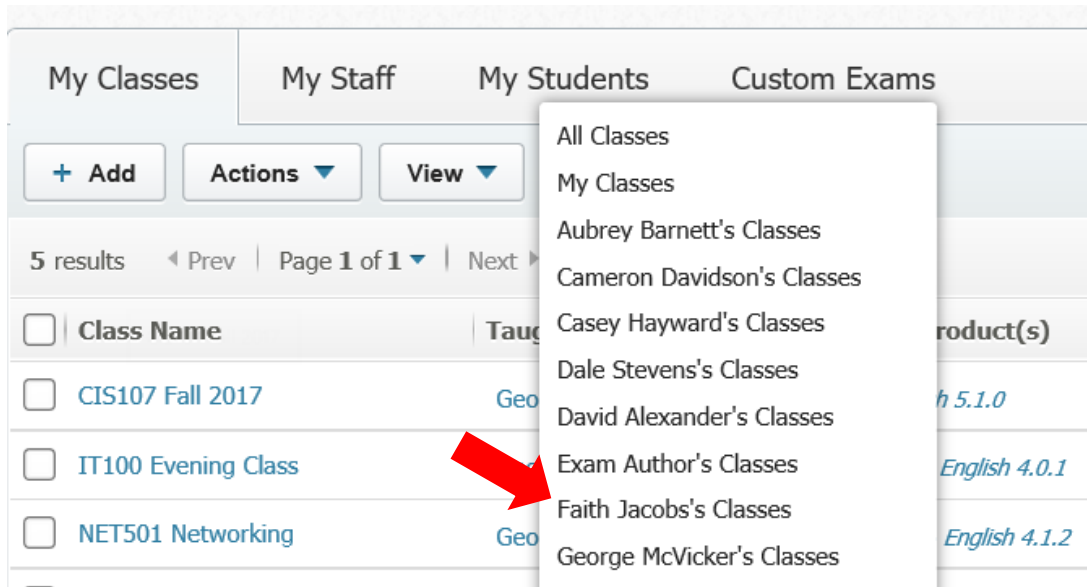 My Classes My Staff My Students Custom Exams
+ Add Actions View
5 results Prev Page 1 of 1 Next
Class Name
CIS107 Fall 2017
IT100 Evening Class
NET501 Networking
All Classes
My Classes
Aubrey Barnett's Classes
Cameron Davidson's Classes
Casey Hayward's Classes
Dale Stevens's Classes
David Alexander's Classes
Exam Author's Classes
Faith Jacobs's Classes
George McVicker's Classes
5.1.0
English 4.0.1
English 4.1.2